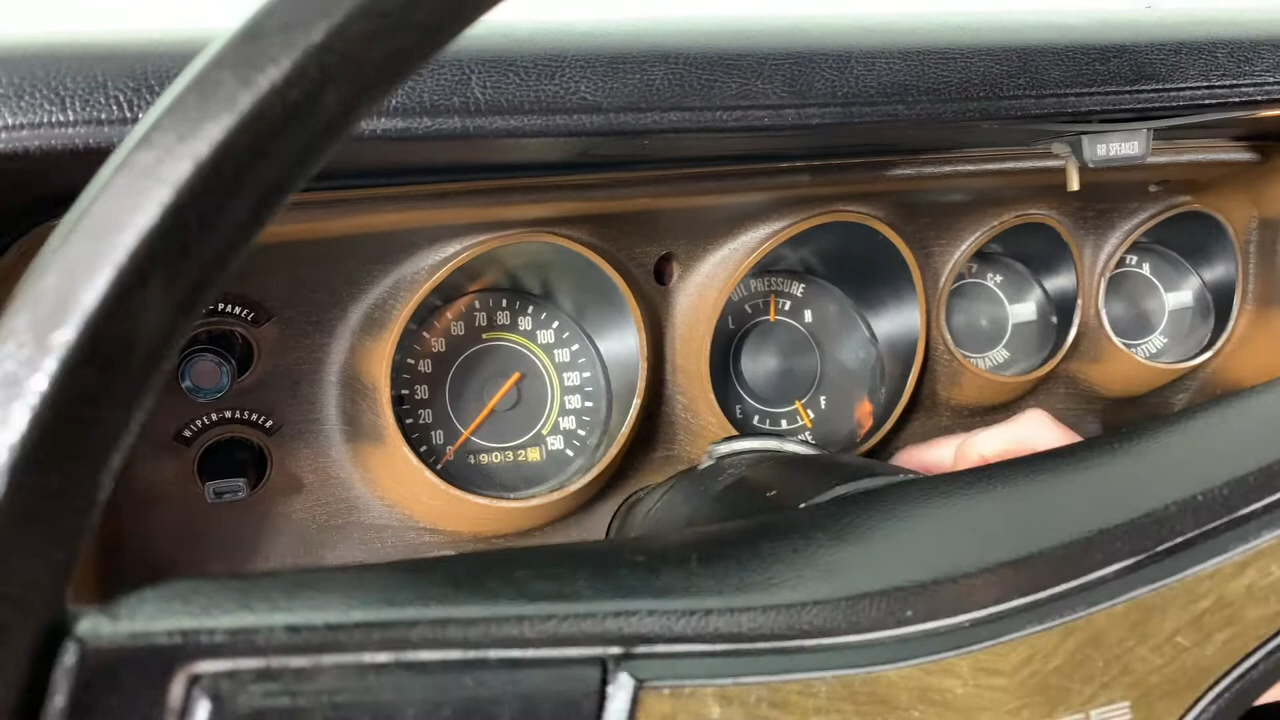 RR SPEAKER
-PANEL
WIPER-WASHER
0 10 20 30 40 50 60 70 80 90 100 110 120 130 140 150
49032
OIL PRESSURE
L H
E F
C+
H